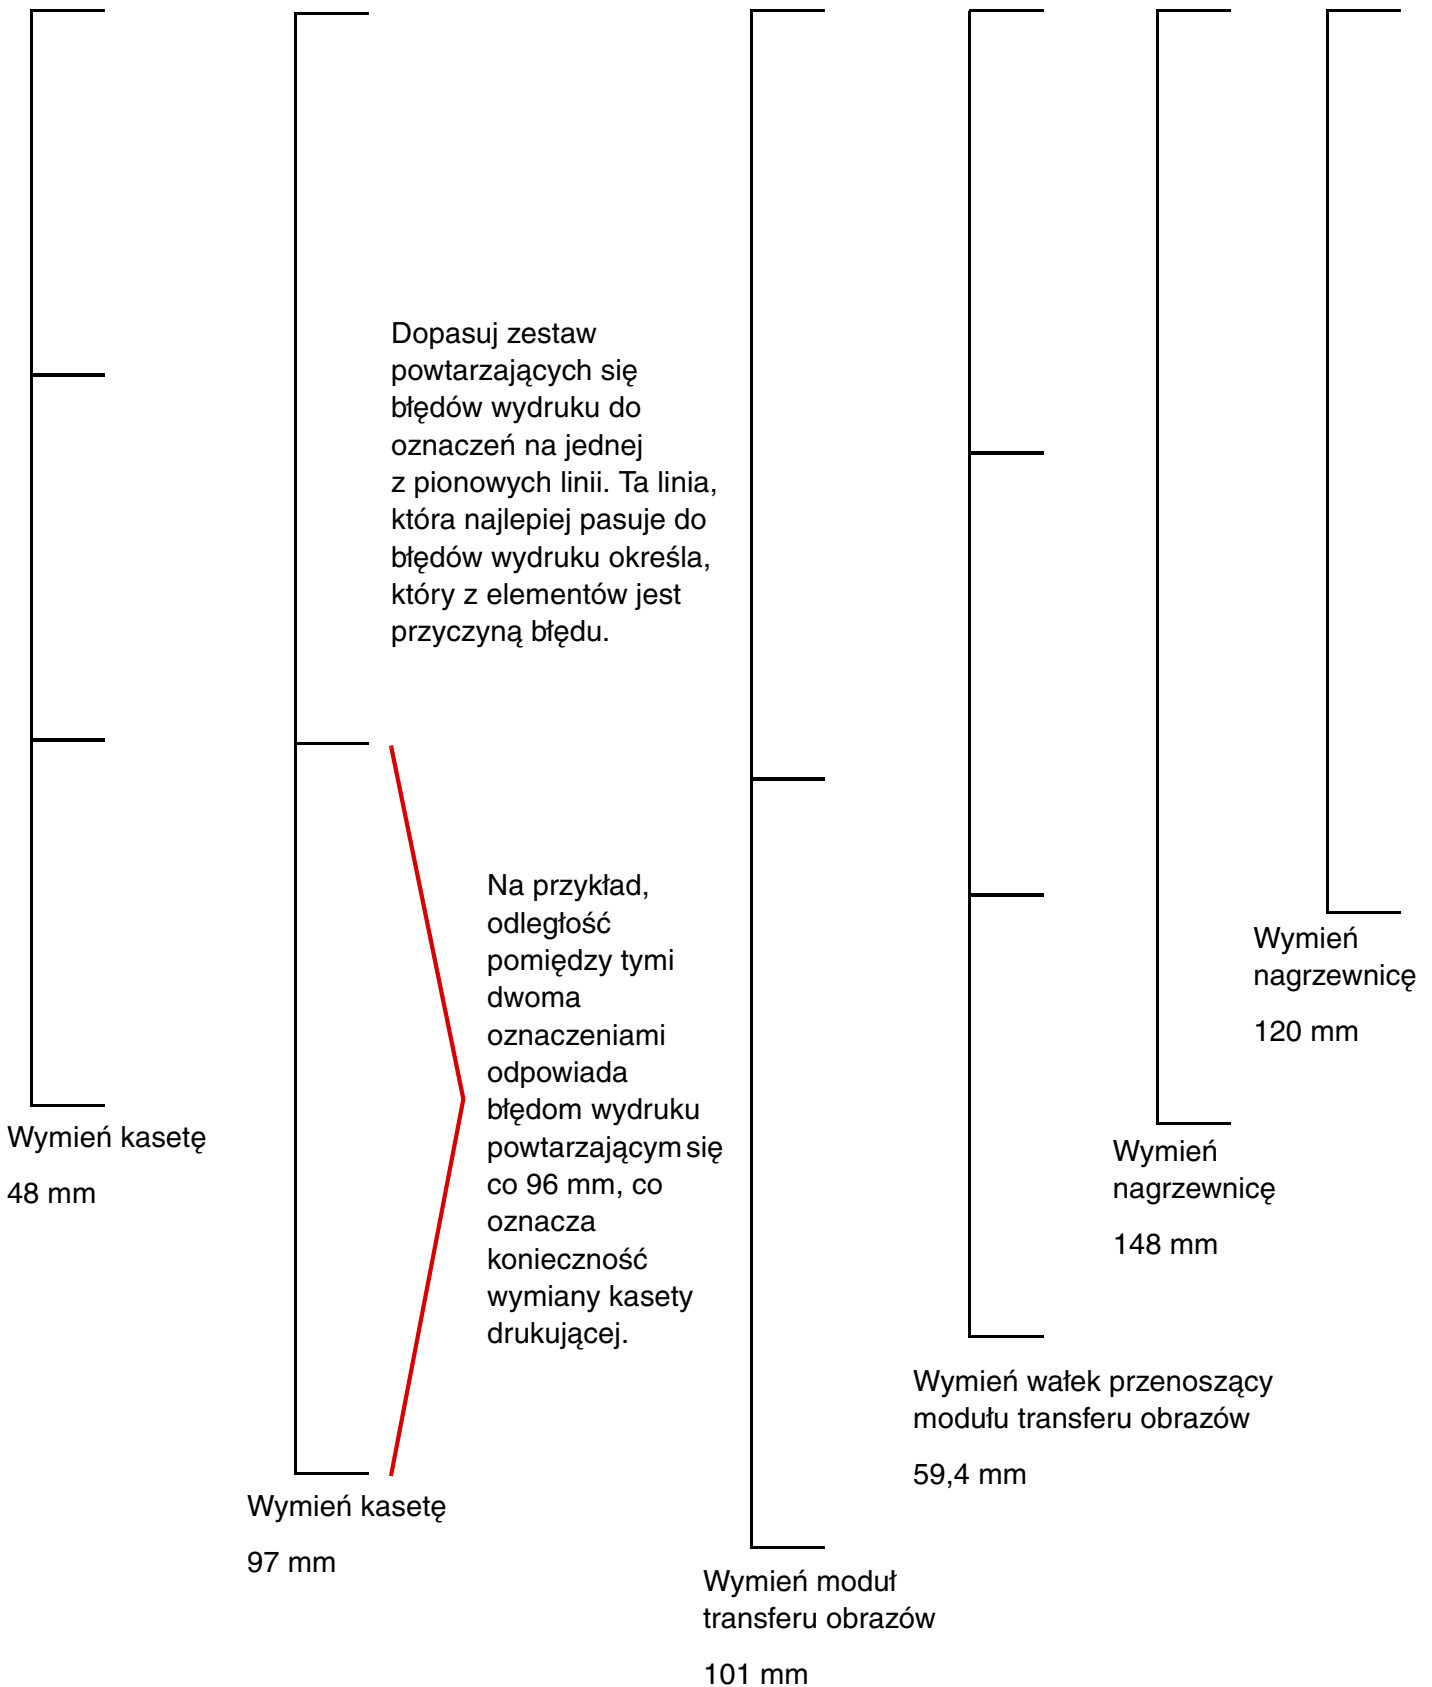 Dopasuj zestaw
powtarzających się
błędów wydruku do
oznaczeń na jednej
z pionowych linii. Ta linia,
która najlepiej pasuje do
błędów wydruku określa,
który z elementów jest
przyczyną błędu.
Na przykład,
odległość
pomiędzy tymi
dwoma
oznaczeniami
odpowiada
błędom wydruku
powtarzającym się
co 96 mm, co
oznacza
konieczność
wymiany kasety
drukującej.
Wymień kasetę
48 mm
Wymień kasetę
97 mm
Wymień moduł
transferu obrazów
101 mm
Wymień wałek przenoszący
modułu transferu obrazów
59,4 mm
Wymień
nagrzewnicę
148 mm
Wymień
nagrzewnicę
120 mm